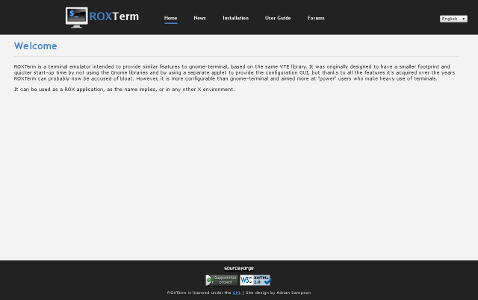 ROXTerm
Home News Installation User Guide Forums
English
Welcome
ROXTerm is a terminal emulator intended to provide similar features to gnome-terminal, based on the same VTE library. It was originally designed to have a smaller footprint and
quicker start-up time by not using the Gnome libraries and by using a separate applet to provide the configuration GUI, but thanks to all the features it's acquired over the years
ROXTerm can probably now be accused of bloat. However, it is more configurable than gnome-terminal and aimed more at 'power' users who make heavy use of terminals.
It can be used as a ROX application, as the name implies, or in any other X environment.
sourceforge
Support this project
W3C XHTML 1.0
ROXTerm is licensed under the GPL | Site design by Adrian Sampson